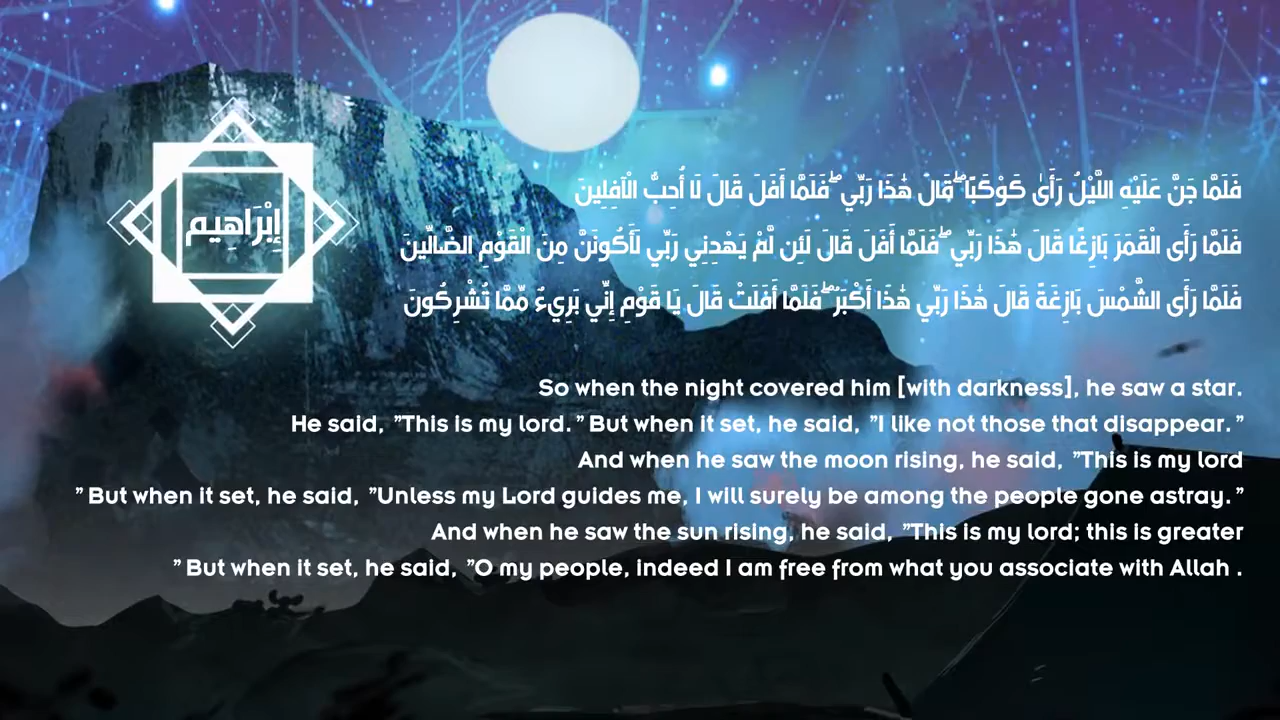 إِبْرَاهِيم
فَلَمَّا جَنَّ عَلَيْهِ اللَّيْلُ رَأَىٰ كَوْكَبًا ۖ قَالَ هَٰذَا رَبِّي ۖ فَلَمَّا أَفَلَ قَالَ لَا أُحِبُّ الْآفِلِينَ
فَلَمَّا رَأَى الْقَمَرَ بَازِغًا قَالَ هَٰذَا رَبِّي ۖ فَلَمَّا أَفَلَ قَالَ لَئِن لَّمْ يَهْدِنِي رَبِّي لَأَكُونَنَّ مِنَ الْقَوْمِ الضَّالِّينَ
فَلَمَّا رَأَى الشَّمْسَ بَازِغَةً قَالَ هَٰذَا رَبِّي هَٰذَا أَكْبَرُ ۖ فَلَمَّا أَفَلَتْ قَالَ يَا قَوْمِ إِنِّي بَرِيءٌ مِّمَّا تُشْرِكُونَ
So when the night covered him [with darkness], he saw a star.
He said, "This is my lord." But when it set, he said, "I like not those that disappear."
And when he saw the moon rising, he said, "This is my lord
" But when it set, he said, "Unless my Lord guides me, I will surely be among the people gone astray."
And when he saw the sun rising, he said, "This is my lord; this is greater
" But when it set, he said, "O my people, indeed I am free from what you associate with Allah .